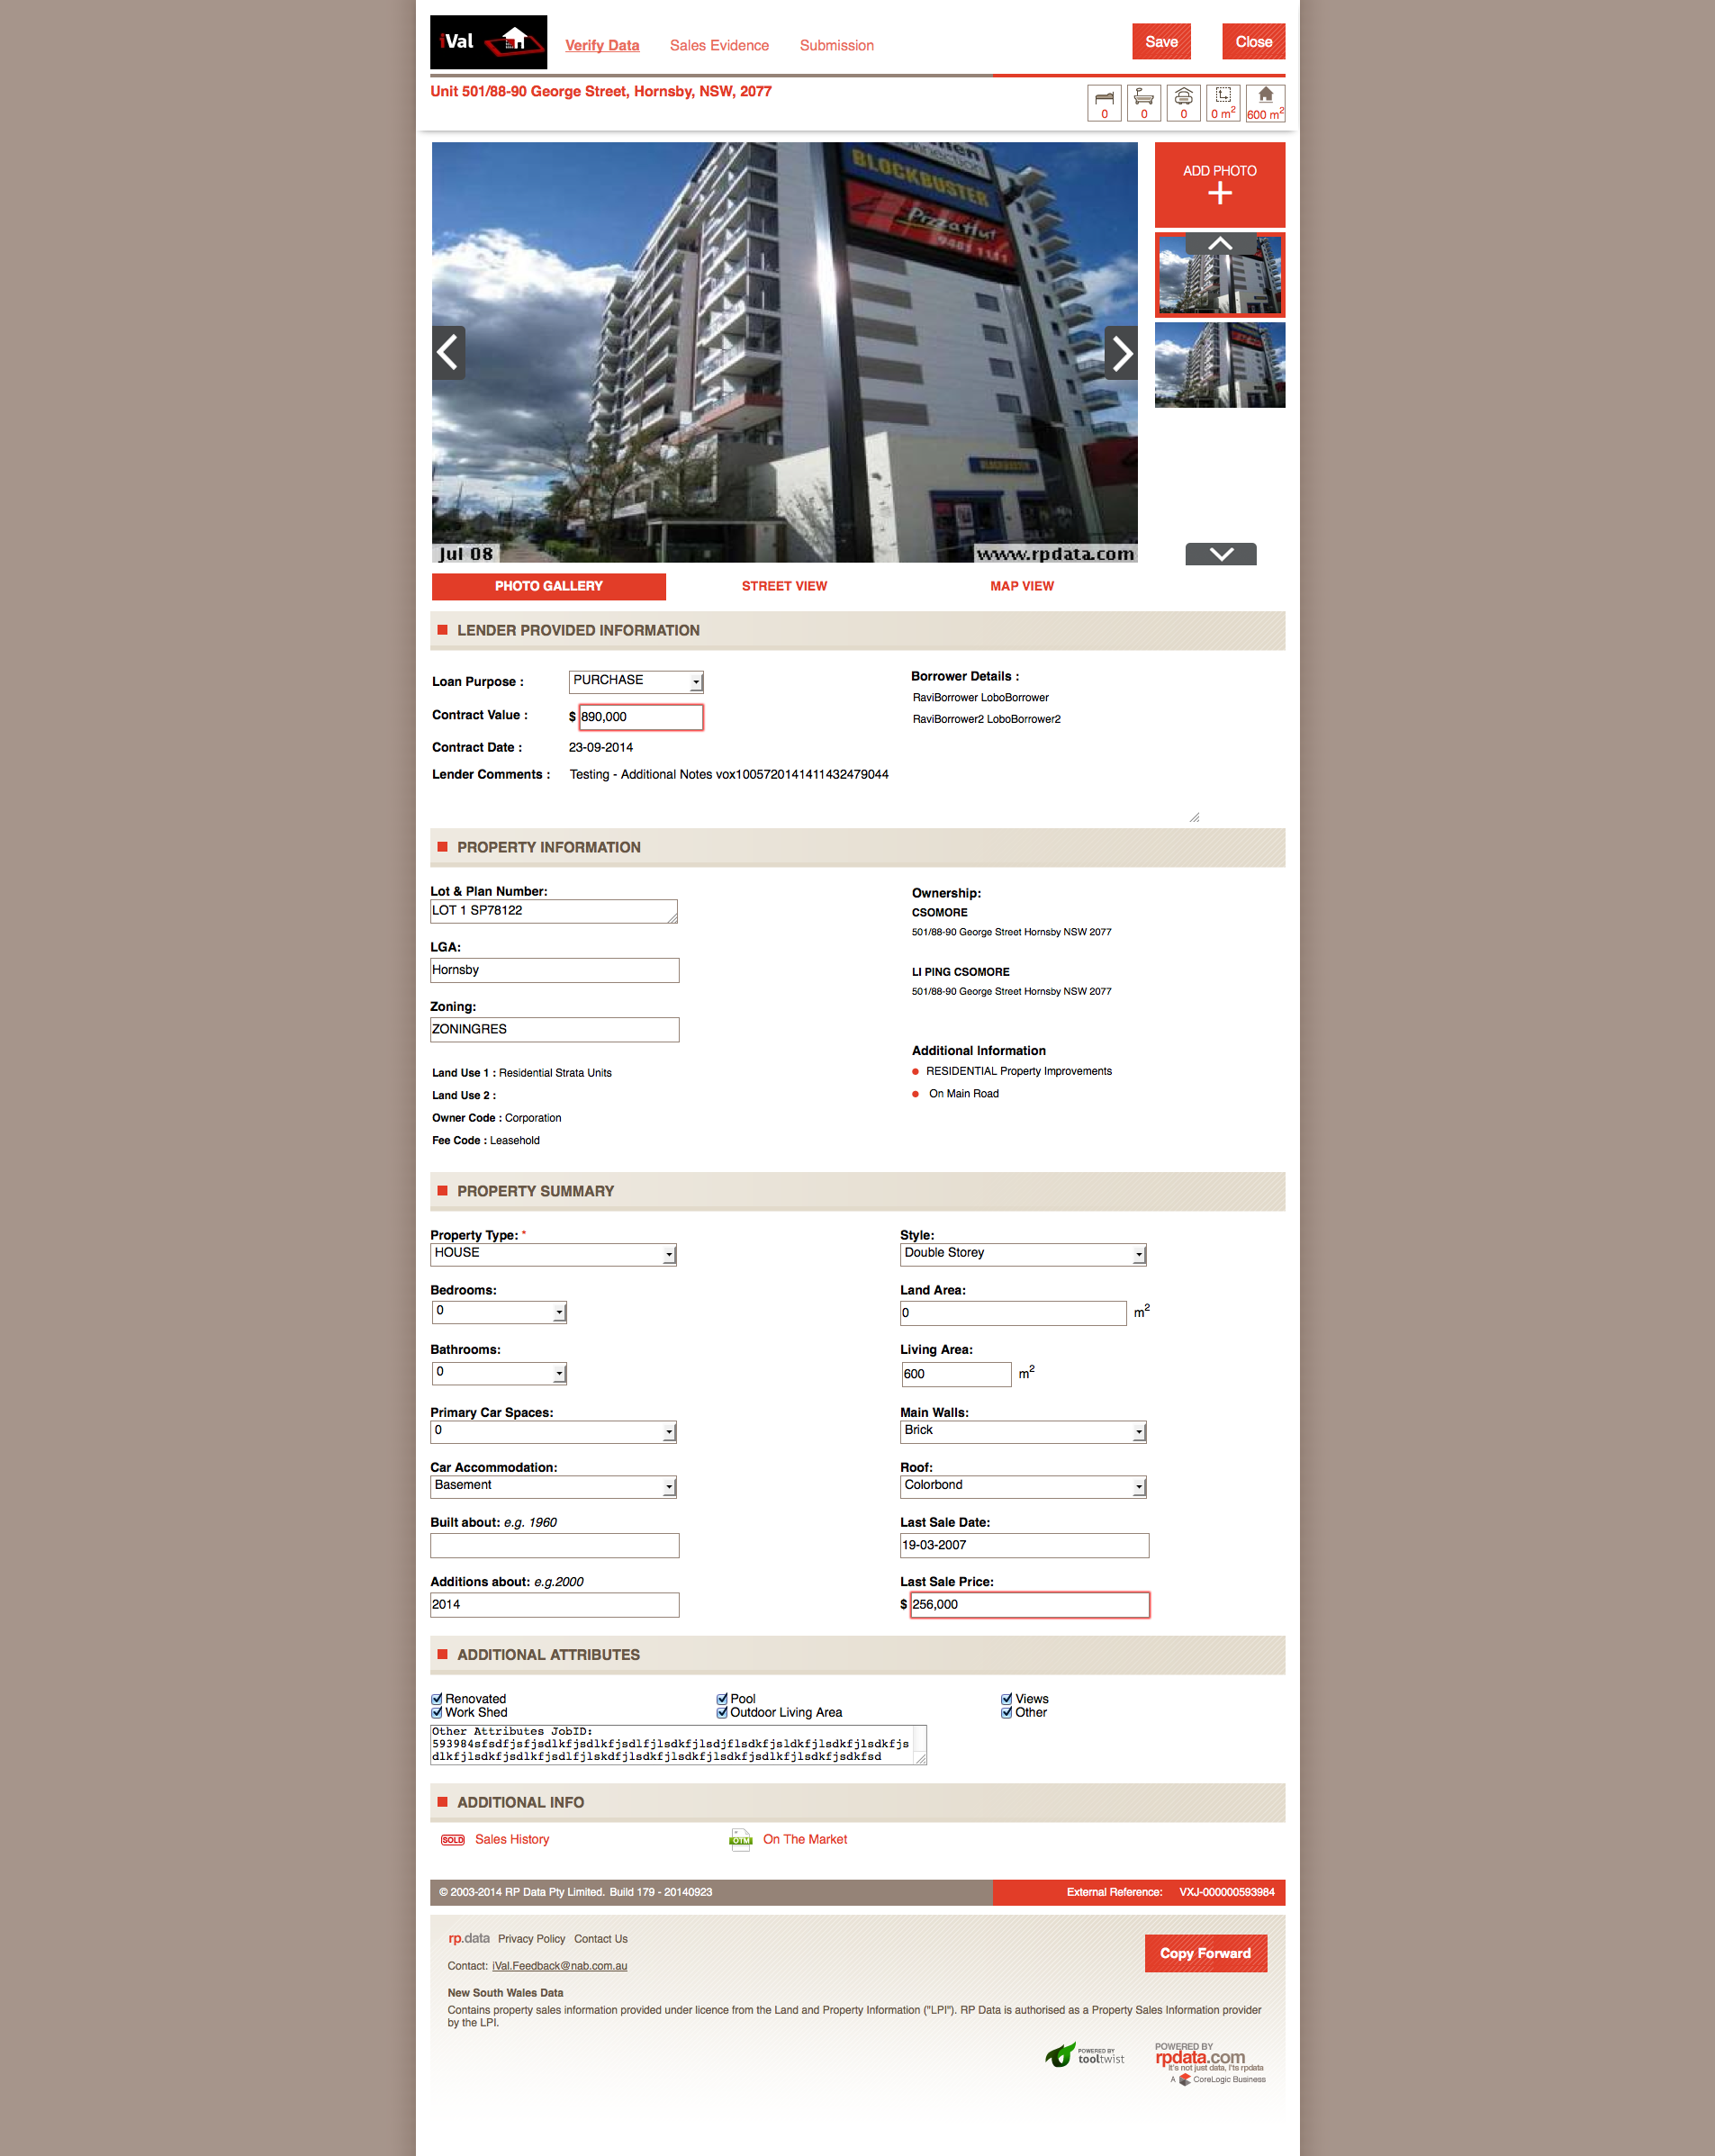 iVal
Verify Data
Sales Evidence
Submission
Save
Close
Unit 501/88-90 George Street, Hornsby, NSW, 2077
0
0
0
0 m²
600 m²
BLOCKBUSTER
Pizza Hut
9481 1111
BLOCKBUSTER
Jul 08
www.rpdata.com
ADD PHOTO
PHOTO GALLERY
STREET VIEW
MAP VIEW
LENDER PROVIDED INFORMATION
Loan Purpose : PURCHASE
Contract Value : $ 890,000
Contract Date : 23-09-2014
Lender Comments : Testing - Additional Notes vox1005720141411432479044
Borrower Details :
RaviBorrower LoboBorrower
RaviBorrower2 LoboBorrower2
PROPERTY INFORMATION
Lot & Plan Number:
LOT 1 SP78122
LGA:
Hornsby
Zoning:
ZONINGRES
Land Use 1 : Residential Strata Units
Land Use 2 :
Owner Code : Corporation
Fee Code : Leasehold
Ownership:
CSOMORE
501/88-90 George Street Hornsby NSW 2077
LI PING CSOMORE
501/88-90 George Street Hornsby NSW 2077
Additional Information
RESIDENTIAL Property Improvements
On Main Road
PROPERTY SUMMARY
Property Type: *
HOUSE
Style:
Double Storey
Bedrooms:
0
Land Area:
0 m²
Bathrooms:
0
Living Area:
600 m²
Primary Car Spaces:
0
Main Walls:
Brick
Car Accommodation:
Basement
Roof:
Colorbond
Built about: e.g. 1960
Last Sale Date:
19-03-2007
Additions about: e.g.2000
2014
Last Sale Price:
$ 256,000
ADDITIONAL ATTRIBUTES
Renovated
Pool
Views
Work Shed
Outdoor Living Area
Other
Other Attributes JobID:
ADDITIONAL INFO
SOLD Sales History
OTM On The Market
© 2003-2014 RP Data Pty Limited. Build 179 - 20140923
External Reference: VXJ-000000593984
rp.data Privacy Policy Contact Us
Copy Forward
Contact: iVal.Feedback@nab.com.au
New South Wales Data
Contains property sales information provided under licence from the Land and Property Information ("LPI"). RP Data is authorised as a Property Sales Information provider
by the LPI.
POWERED BY
tooltwist
POWERED BY
rpdata.com
It's not just data, I'ts rpdata
A CoreLogic Business